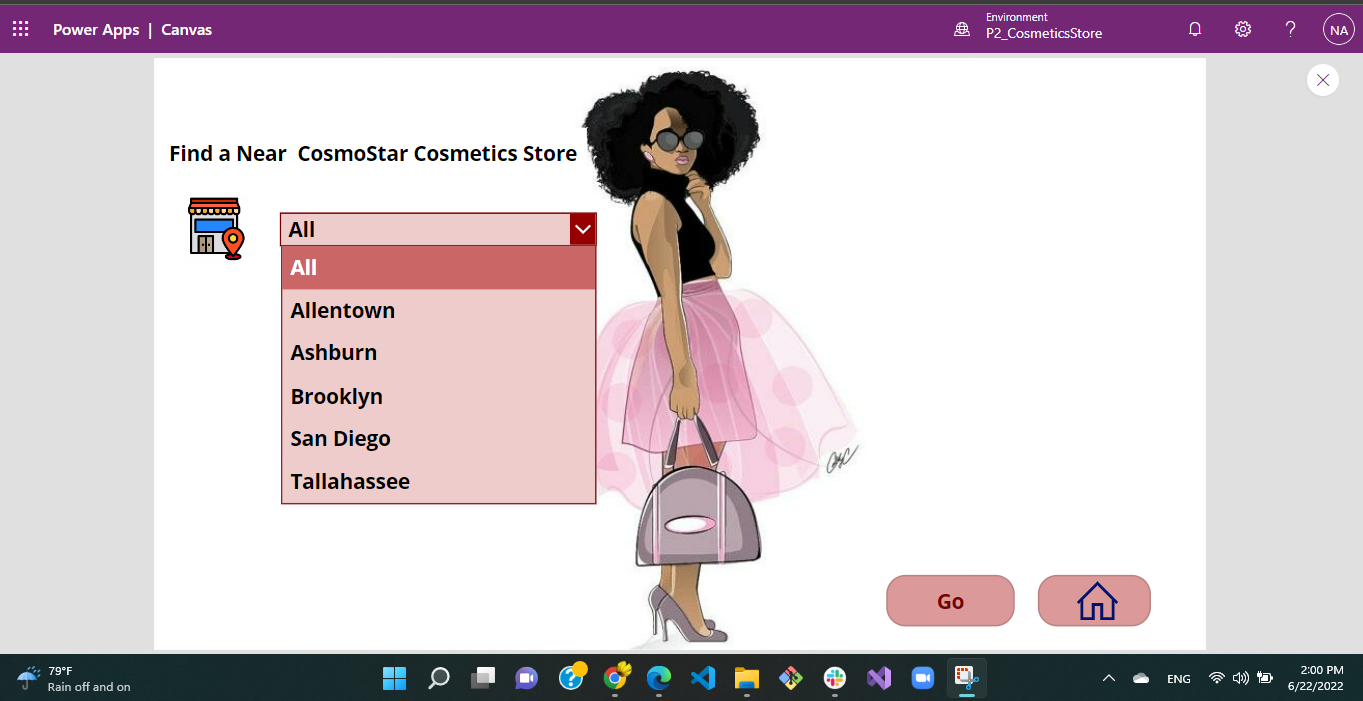 Power Apps | Canvas
Environment
P2_CosmeticsStore
NA
Find a Near  CosmoStar Cosmetics Store
All
All
Allentown
Ashburn
Brooklyn
San Diego
Tallahassee
Go
79°F
Rain off and on
ENG
2:00 PM
6/22/2022